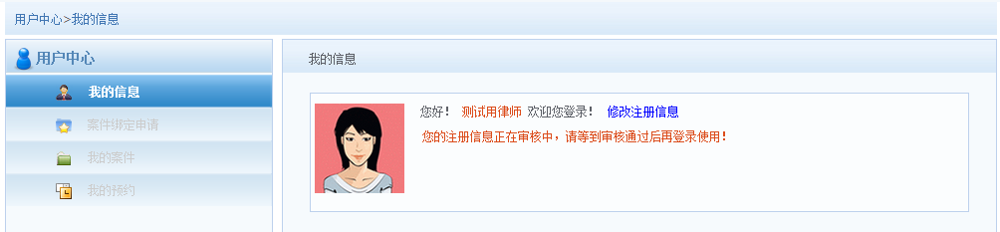 用户中心>我的信息
用户中心
我的信息
案件绑定申请
我的案件
我的预约
我的信息
您好！ 测试用律师 欢迎您登录！ 修改注册信息
您的注册信息正在审核中，请等到审核通过后再登录使用！